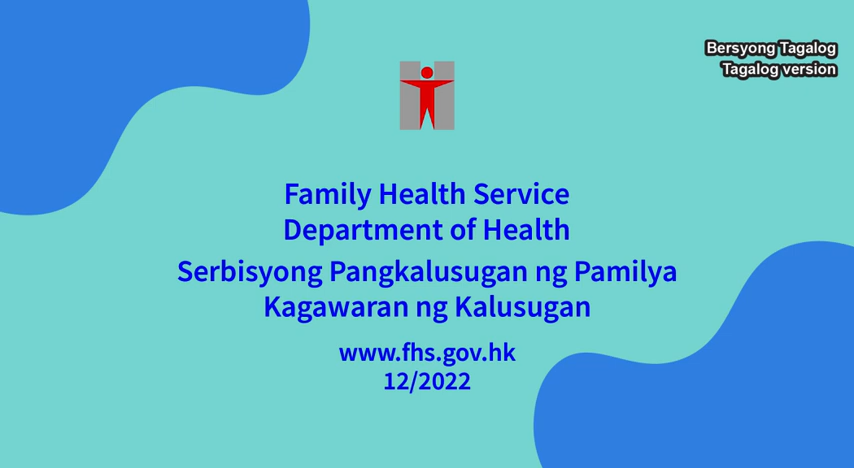 Bersyong Tagalog
Tagalog version
Family Health Service
Department of Health
Serbisyong Pangkalusugan ng Pamilya
Kagawaran ng Kalusugan
www.fhs.gov.hk
12/2022